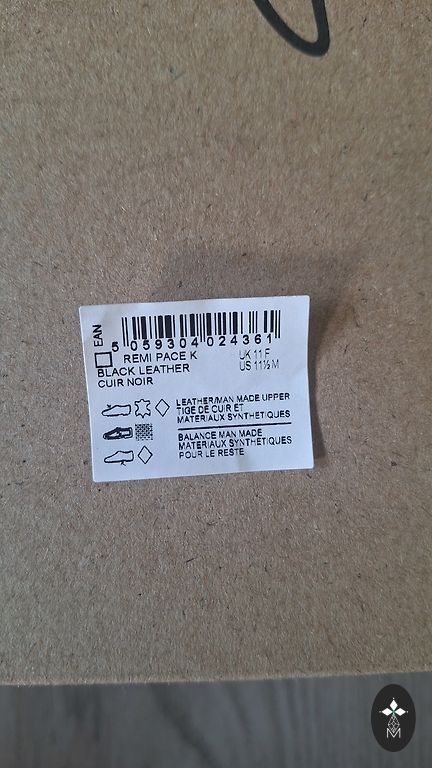 EAN
5 059304 024361
REMI PACE K
UK 11 F
BLACK LEATHER
US 11½ M
CUIR NOIR
LEATHER/MAN MADE UPPER
TIGE DE CUIR ET
MATERIAUX SYNTHETIQUES
BALANCE MAN MADE
MATERIAUX SYNTHETIQUES
POUR LE RESTE
M